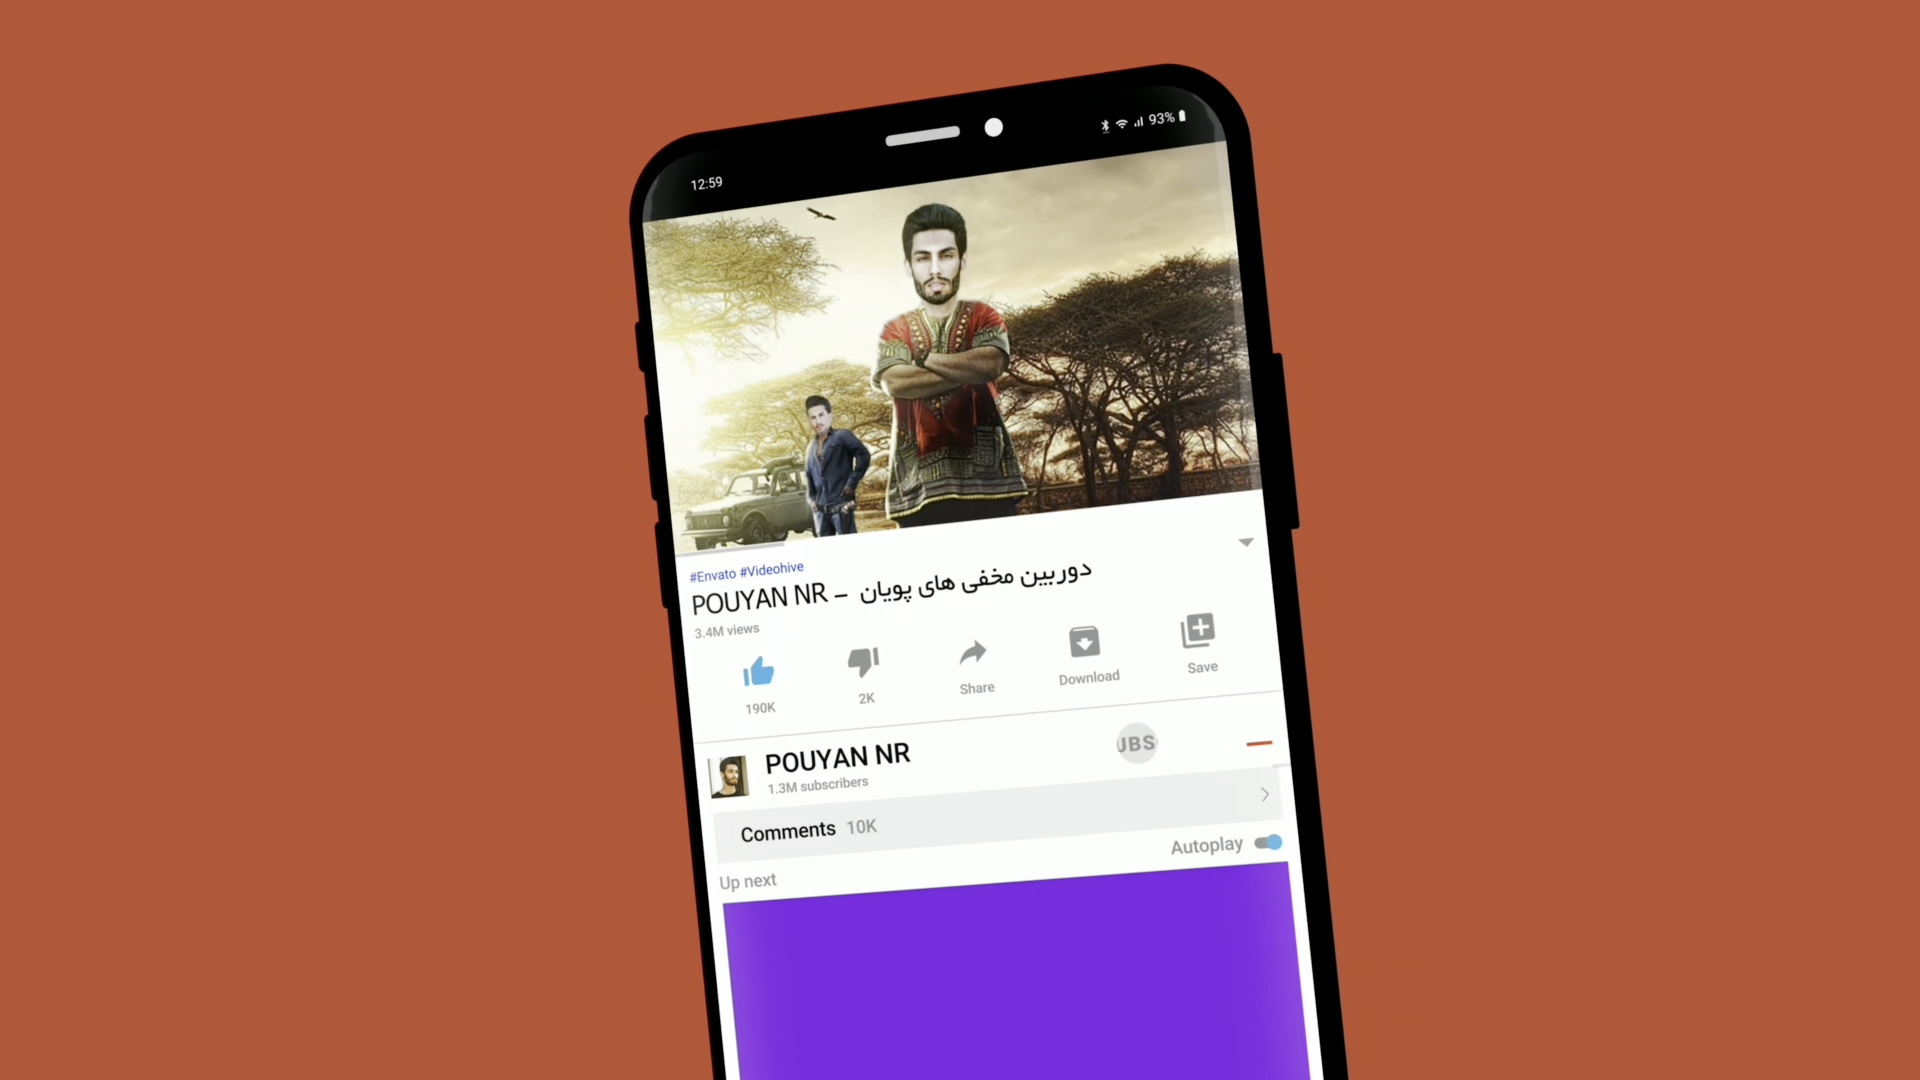 12:59
93%
#Envato #Videohive
POUYAN NR – دوربین مخفی های پویان
3.4M views
190K
2K
Share
Download
Save
POUYAN NR
1.3M subscribers
UBS
Comments 10K
Autoplay
Up next